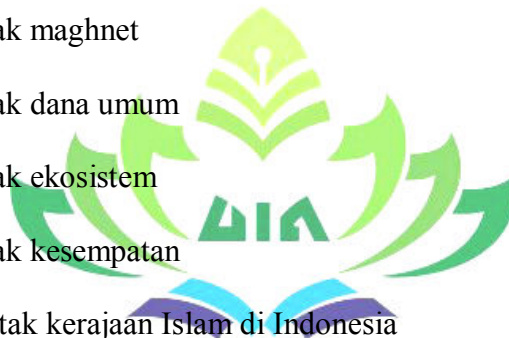 ak maghnet
ak dana umum
ak ekosistem
UIN
ak kesempatan
tak kerajaan Islam di Indonesia